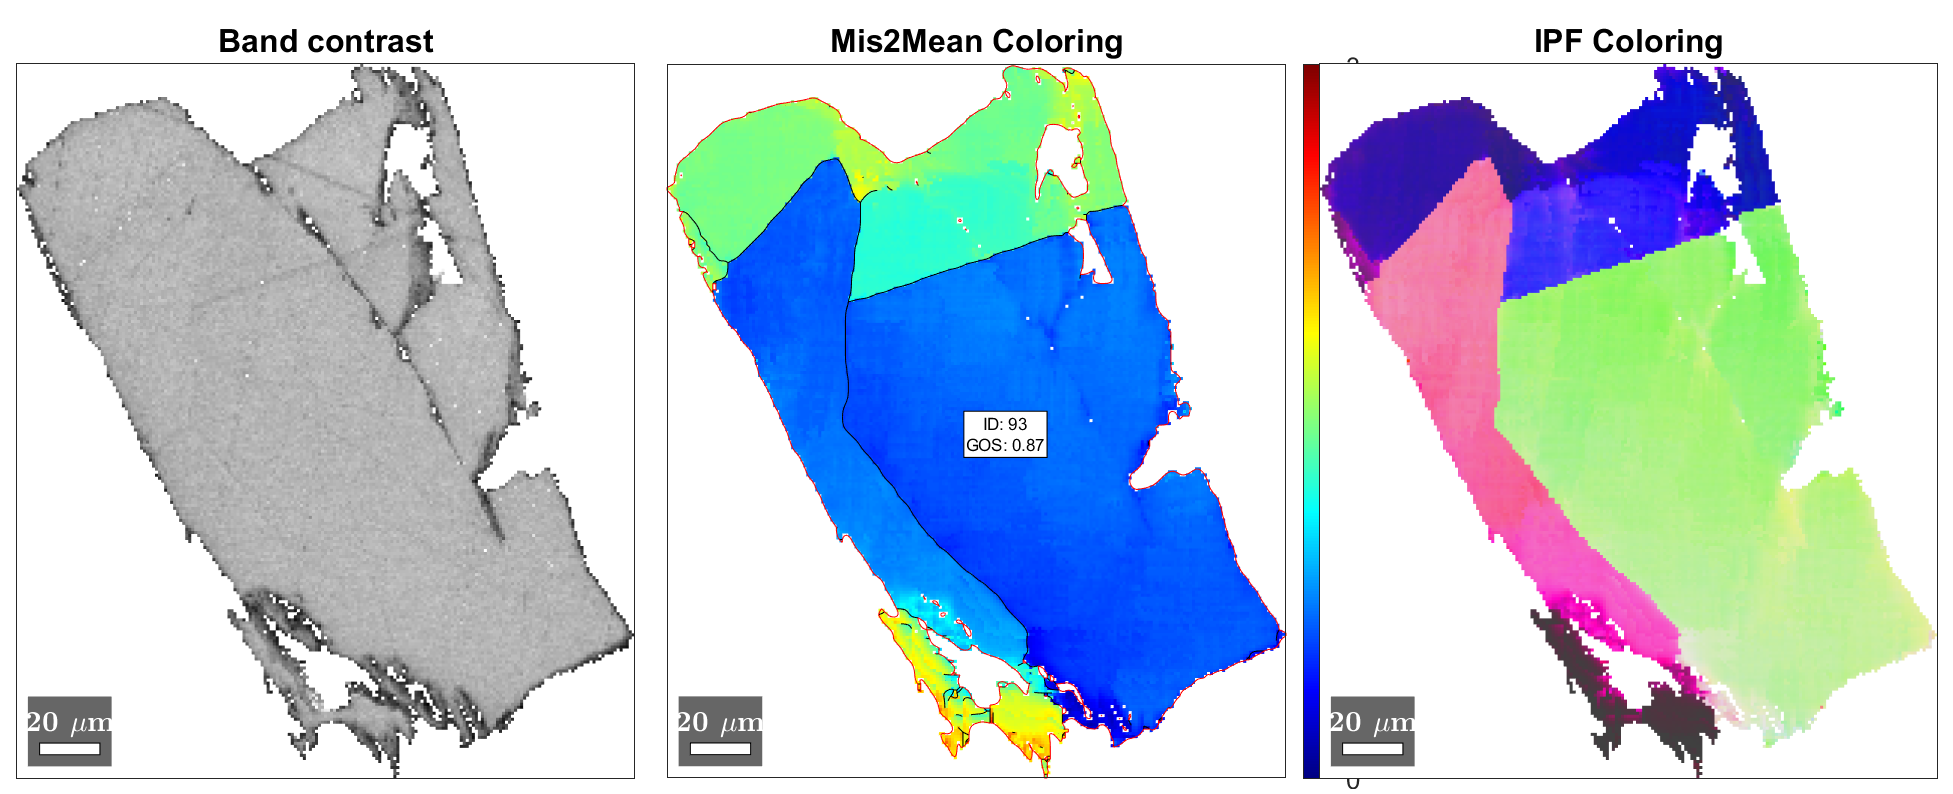 Band contrast
Mis2Mean Coloring
IPF Coloring
ID: 93
GOS: 0.87
20 μm
20 μm
0
20 μm